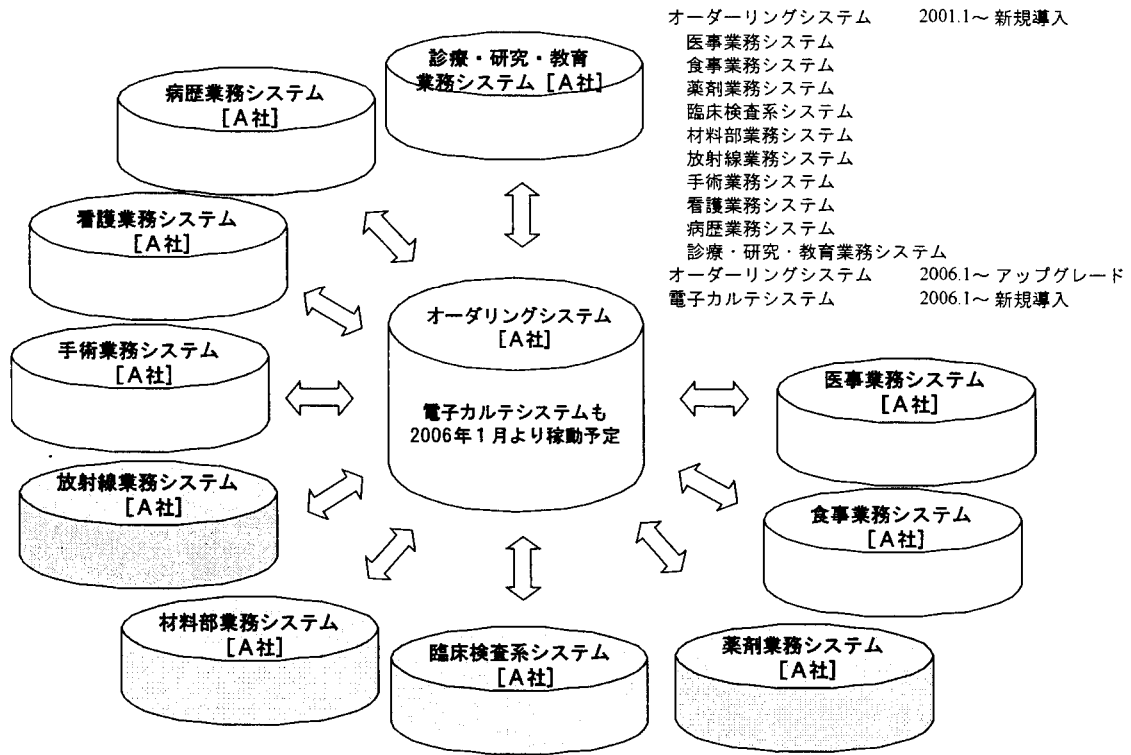 オーダーリングシステム 2001.1～ 新規導入
医事業務システム
食事業務システム
薬剤業務システム
臨床検査系システム
材料部業務システム
放射線業務システム
手術業務システム
看護業務システム
病歴業務システム
診療・研究・教育業務システム
オーダーリングシステム 2006.1～ アップグレード
電子カルテシステム 2006.1～ 新規導入
診療・研究・教育
業務システム [A社]
病歴業務システム
[A社]
看護業務システム
[A社]
手術業務システム
[A社]
放射線業務システム
[A社]
材料部業務システム
[A社]
臨床検査系システム
[A社]
薬剤業務システム
[A社]
食事業務システム
[A社]
医事業務システム
[A社]
オーダリングシステム
[A社]
電子カルテシステムも
2006年1月より稼動予定